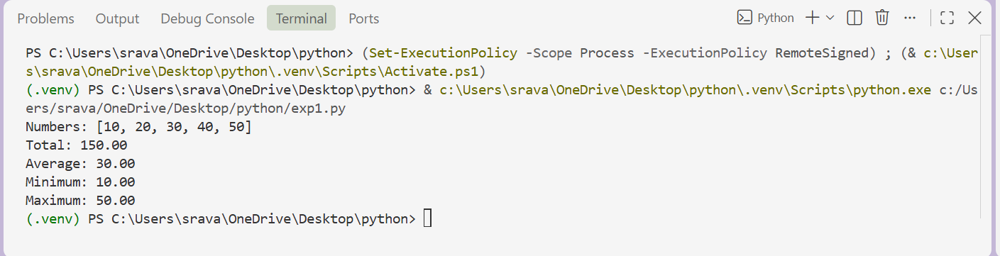 Problems Output Debug Console Terminal Ports Python
PS C:\Users\srava\OneDrive\Desktop\python> (Set-ExecutionPolicy -Scope Process -ExecutionPolicy RemoteSigned) ; (& c:\User
s\srava\OneDrive\Desktop\python\.venv\Scripts\Activate.ps1)
(.venv) PS C:\Users\srava\OneDrive\Desktop\python> & c:\Users\srava\OneDrive\Desktop\python\.venv\Scripts\python.exe c:/Us
ers/srava/OneDrive/Desktop/python/exp1.py
Numbers: [10, 20, 30, 40, 50]
Total: 150.00
Average: 30.00
Minimum: 10.00
Maximum: 50.00
(.venv) PS C:\Users\srava\OneDrive\Desktop\python>